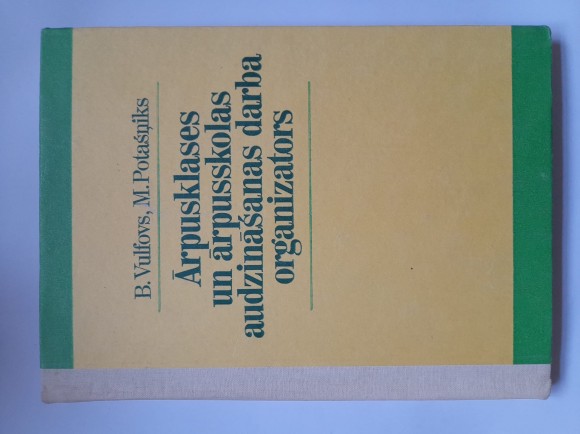 B. Vulfovs, M. Potašņiks
Ārpusklases
un ārpusskolas
audzināšanas darba
organizators